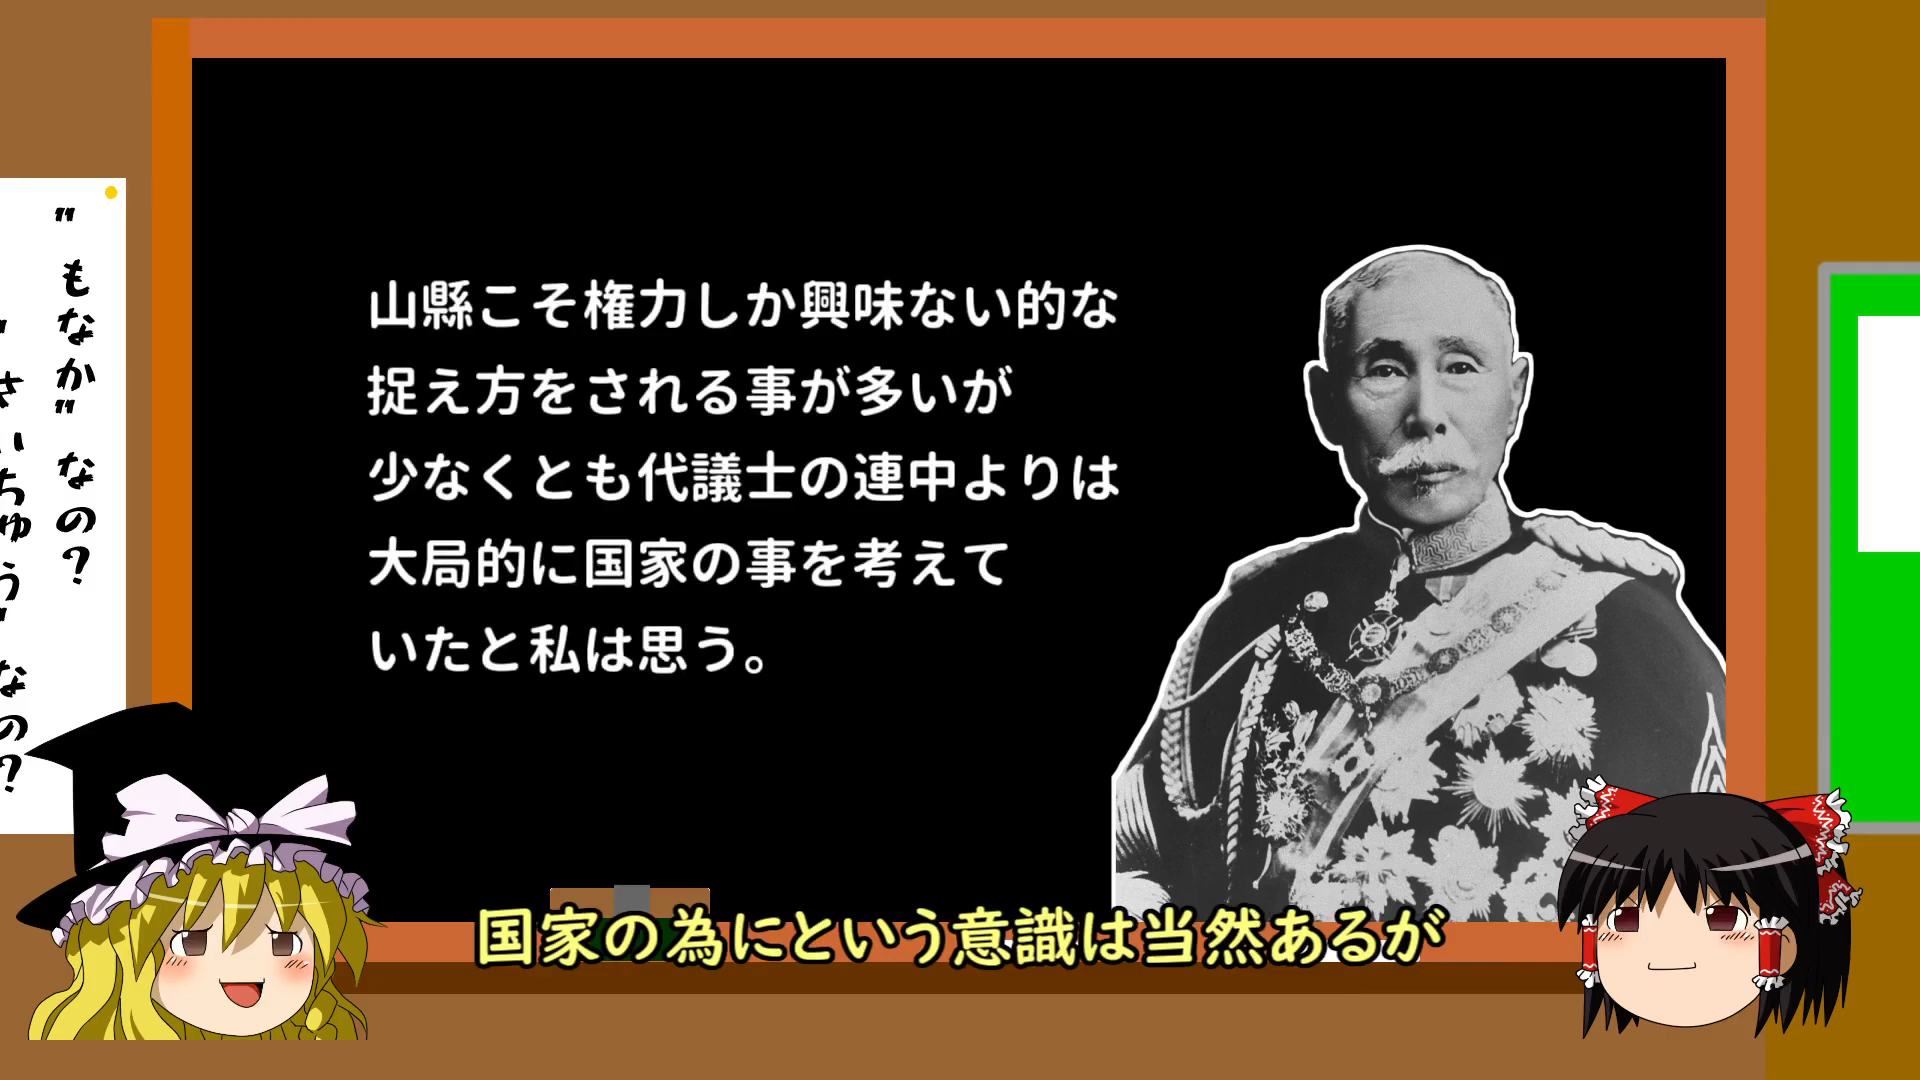 山縣こそ権力しか興味ない的な
捉え方をされる事が多いが
少なくとも代議士の連中よりは
大局的に国家の事を考えて
いたと私は思う。
"もなか"なの?
"さいちゅう"なの?
国家の為にという意識は当然あるが